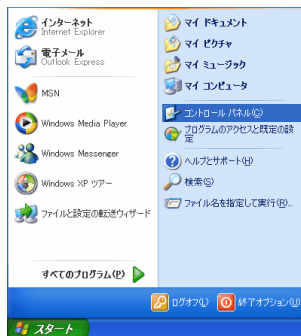 インターネット
Internet Explorer
電子メール
Outlook Express
MSN
Windows Media Player
Windows Messenger
Windows XP ツアー
ファイルと設定の転送ウィザード
すべてのプログラム(P)
マイ ドキュメント
マイ ピクチャ
マイ ミュージック
マイ コンピュータ
コントロール パネル(C)
プログラムのアクセスと既定の設
定
ヘルプとサポート(H)
検索(S)
ファイル名を指定して実行(R)...
ログオフ(L)
終了オプション(U)
スタート